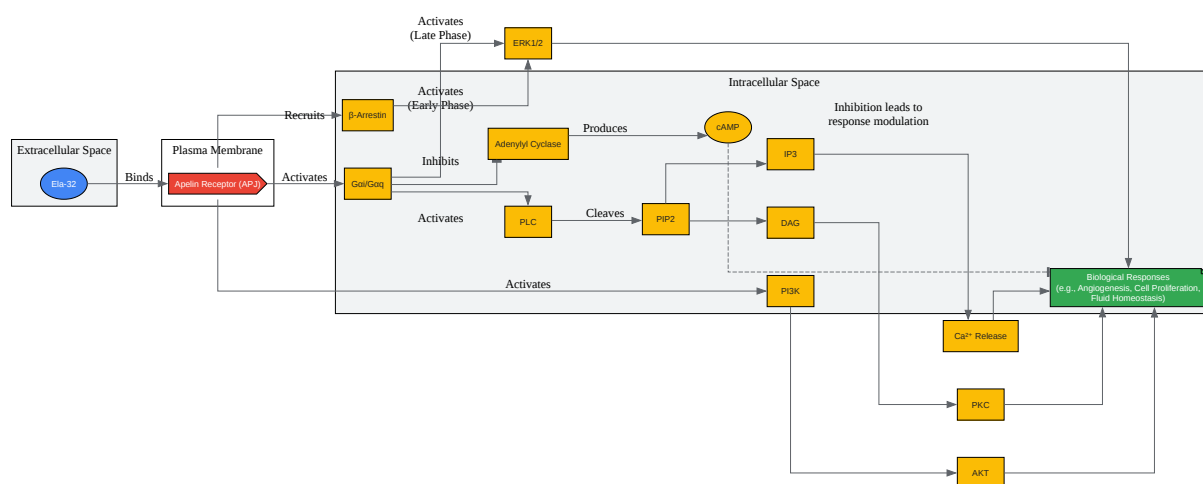 Activates
(Late Phase)
ERK1/2
Intracellular Space
Activates
(Early Phase)
Recruits
β-Arrestin
Inhibition leads to
response modulation
cAMP
Produces
Adenylyl Cyclase
Extracellular Space
Plasma Membrane
Inhibits
IP3
Ela-32
Binds
Apelin Receptor (APJ)
Activates
Gαi/Gαq
Activates
PLC
Cleaves
PIP2
DAG
Activates
PI3K
Biological Responses
(e.g., Angiogenesis, Cell Proliferation,
Fluid Homeostasis)
Ca²⁺ Release
PKC
AKT